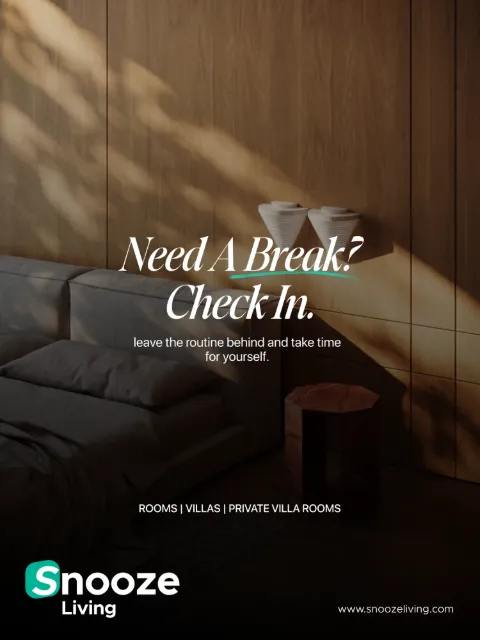 Need A Break?
Check In.
leave the routine behind and take time
for yourself.
ROOMS | VILLAS | PRIVATE VILLA ROOMS
Snooze
Living
www.snoozeliving.com